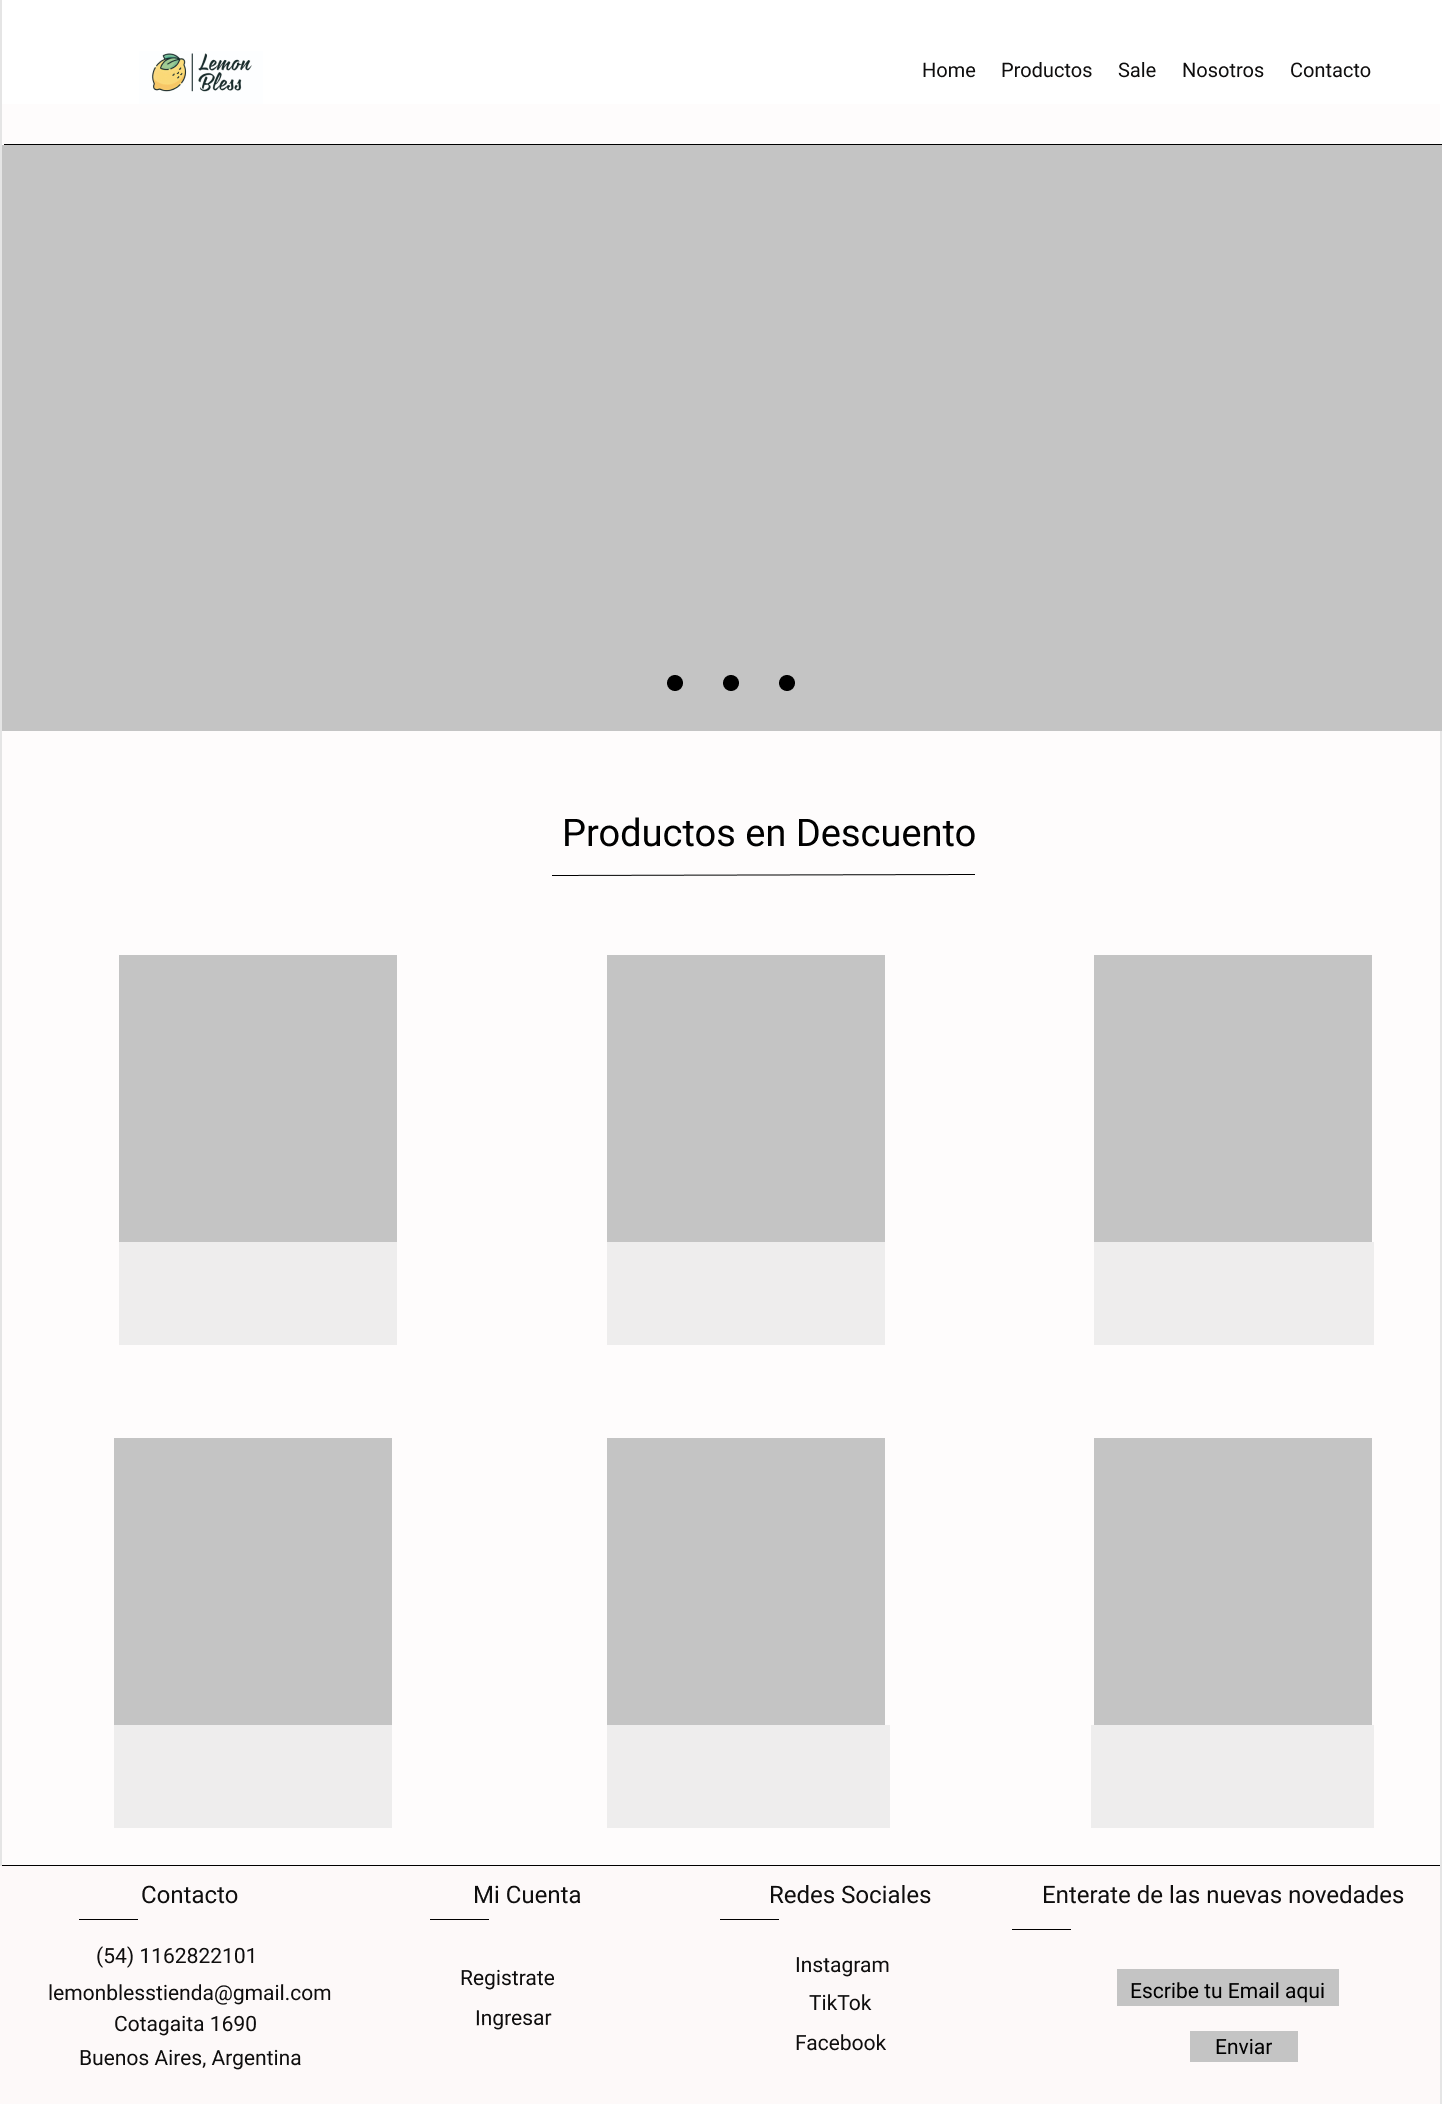 Lemon
Bless
Home Productos Sale Nosotros Contacto
Productos en Descuento
Contacto
(54) 1162822101
lemonblesstienda@gmail.com
Cotagaita 1690
Buenos Aires, Argentina
Mi Cuenta
Registrate
Ingresar
Redes Sociales
Instagram
TikTok
Facebook
Enterate de las nuevas novedades
Escribe tu Email aqui
Enviar